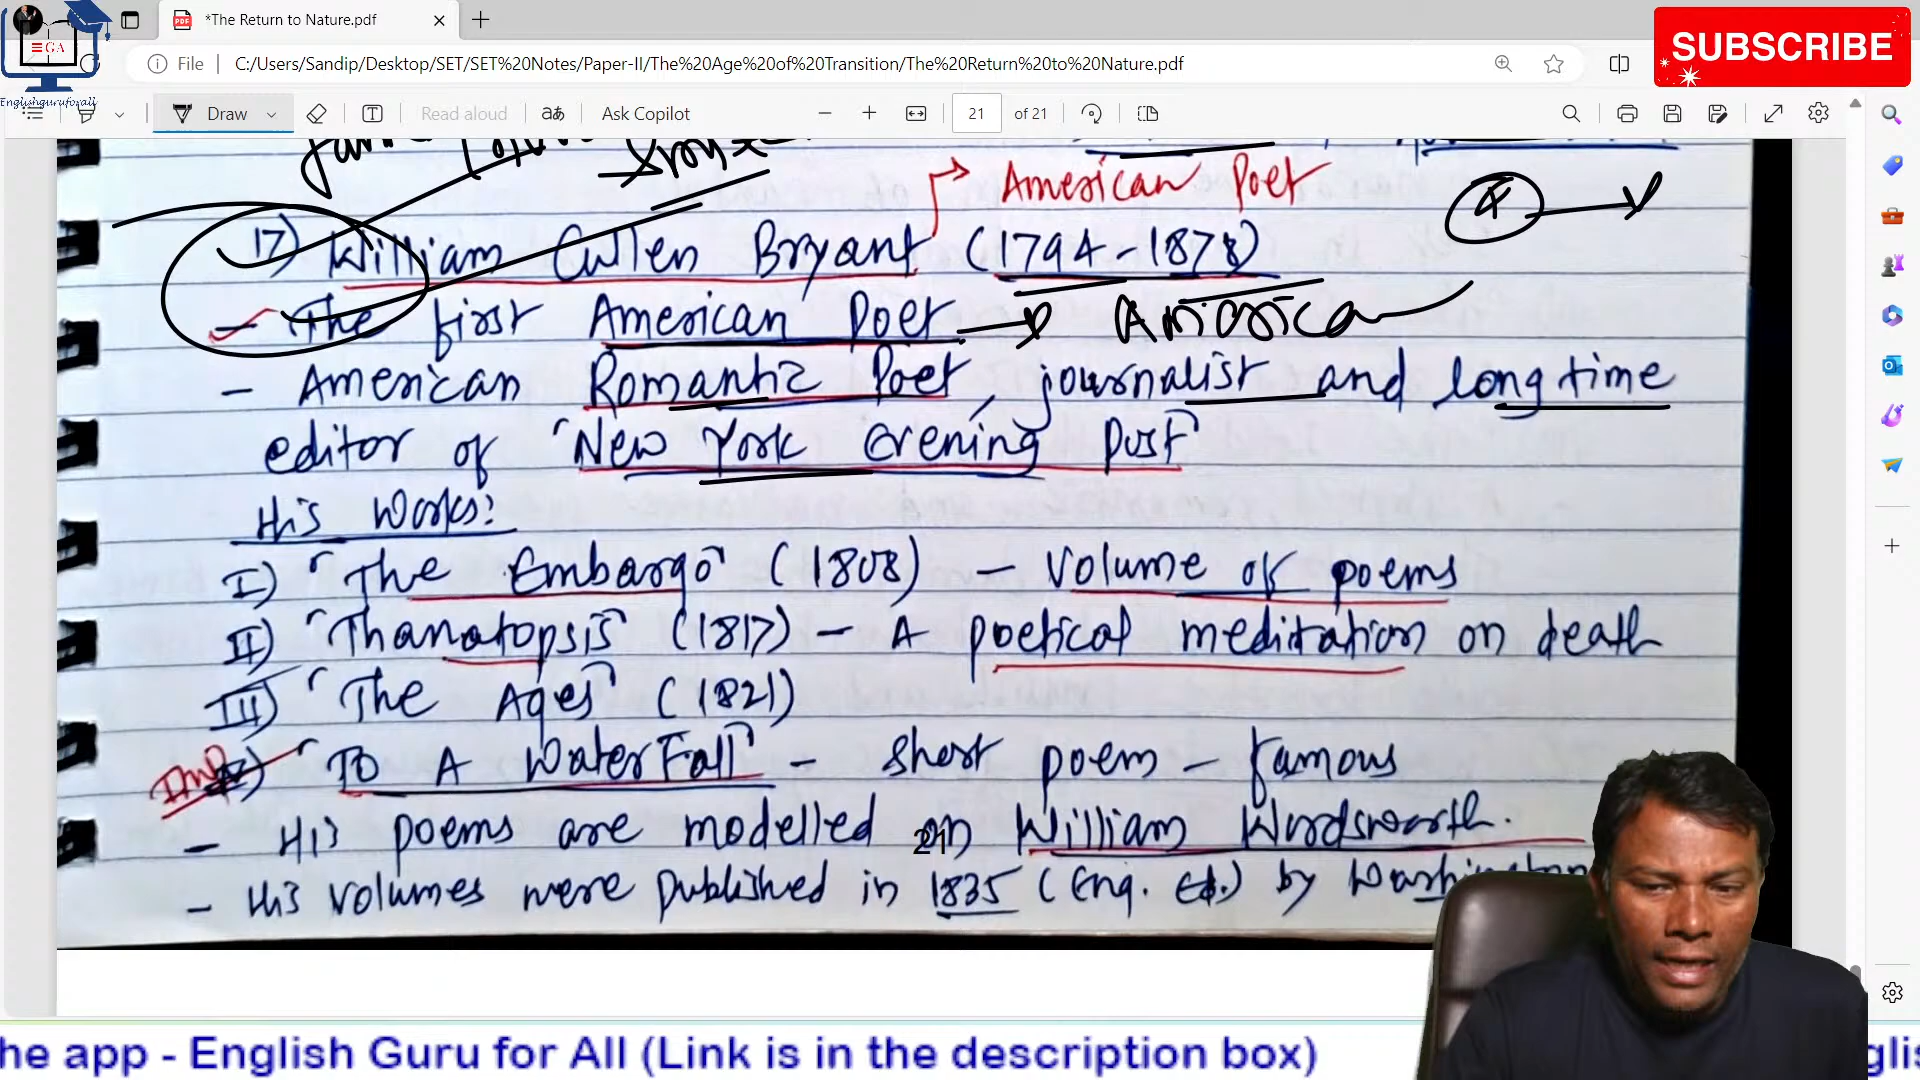 *The Return to Nature.pdf
File
C:/Users/Sandip/Desktop/SET/SET%20Notes/Paper-II/The%20Age%20of%20Transition/The%20Return%20to%20Nature.pdf
SUBSCRIBE
GA
Englishguruforall
Draw
Read aloud
Ask Copilot
21 of 21
American Poet
17) William Cullen Bryant (1794-1878)
- The first American Poet → America
- American Romantic Poet, journalist and long time
editor of 'New York Evening Post'
His Works:
I) 'The Embargo' (1808) - Volume of poems
II) 'Thanatopsis' (1817) - A poetical meditation on death
III) 'The Ages' (1821)
Imp 'To A WaterFall' - short poem - famous
- His poems are modelled on William Wordsworth.
21
- His volumes were published in 1835 (Eng. Ed.) by Washington
he app - English Guru for All (Link is in the description box)
glis